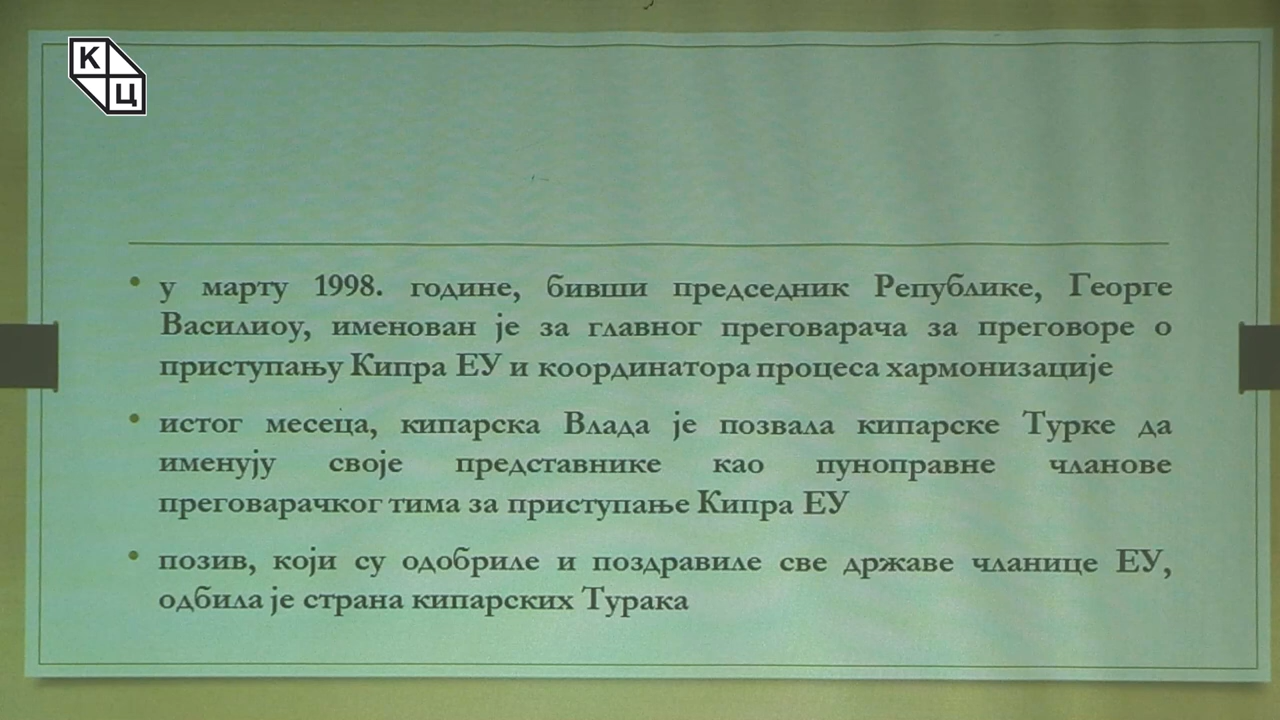 К
Ц
• у марту 1998. године, бивши председник Републике, Георге
Василиоу, именован је за главног преговарача за преговоре о
приступању Кипра ЕУ и координатора процеса хармонизације
• истог месеца, кипарска Влада је позвала кипарске Турке да
именују своје представнике као пуноправне чланове
преговарачког тима за приступање Кипра ЕУ
• позив, који су одобриле и поздравиле све државе чланице ЕУ,
одбила је страна кипарских Турака